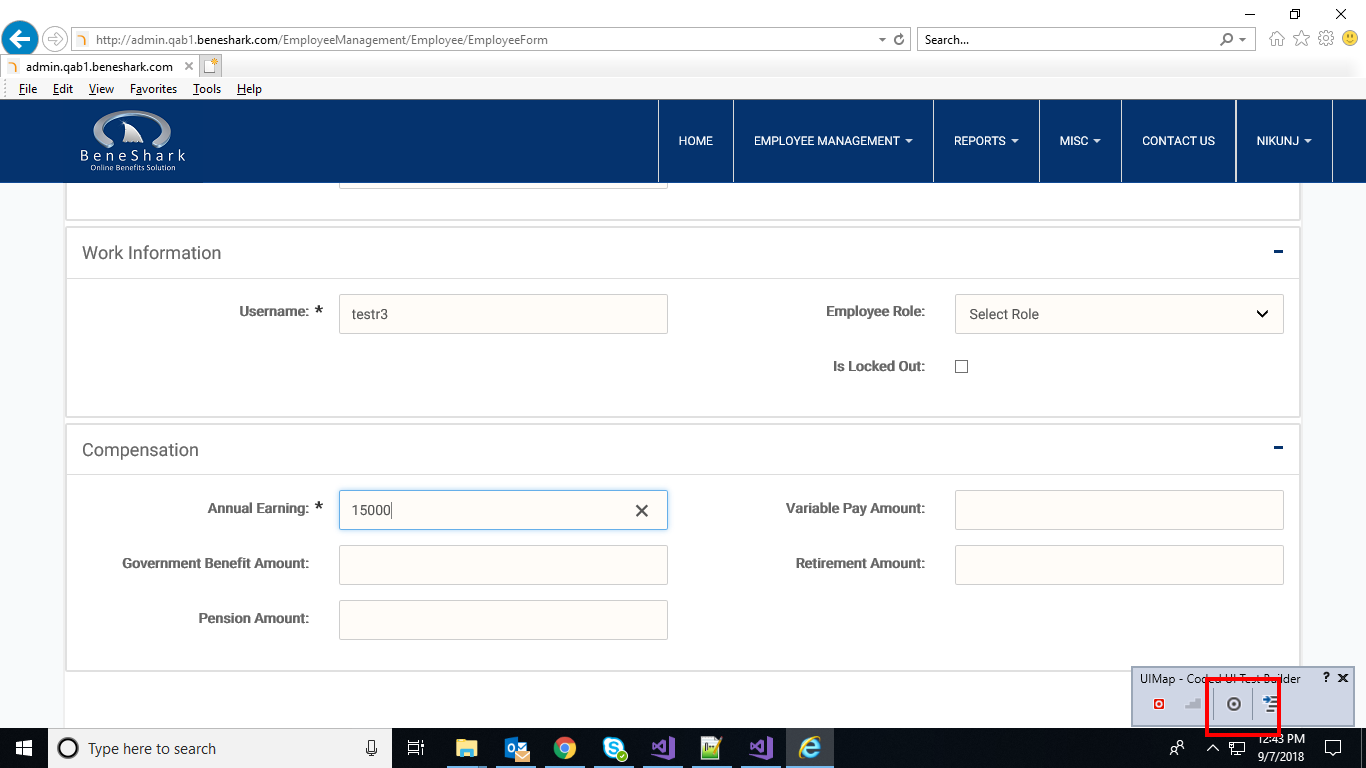 http://admin.qab1.beneshark.com/EmployeeManagement/Employee/EmployeeForm
Search...
admin.qab1.beneshark.com
File Edit View Favorites Tools Help
BeneShark
Online Benefits Solution
HOME
EMPLOYEE MANAGEMENT
REPORTS
MISC
CONTACT US
NIKUNJ
Work Information
Username: *
testr3
Employee Role:
Select Role
Is Locked Out:
Compensation
Annual Earning: *
15000
Variable Pay Amount:
Government Benefit Amount:
Retirement Amount:
Pension Amount:
UIMap - Coded UI Test Builder
Type here to search
12:43 PM
9/7/2018